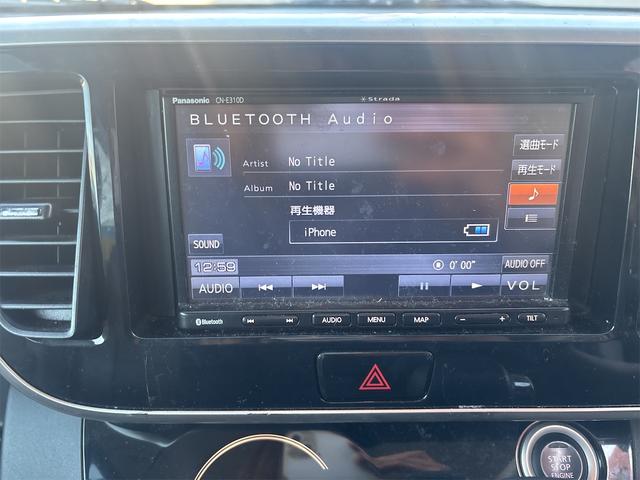 Panasonic CN-E310D Strada
BLUETOOTH Audio
選曲モード
Artist No Title
再生モード
Album No Title
♪
再生機器
iPhone
SOUND
12:59 0'00" AUDIO OFF
AUDIO VOL
Bluetooth AUDIO MENU MAP − + TILT
START
STOP
ENGINE